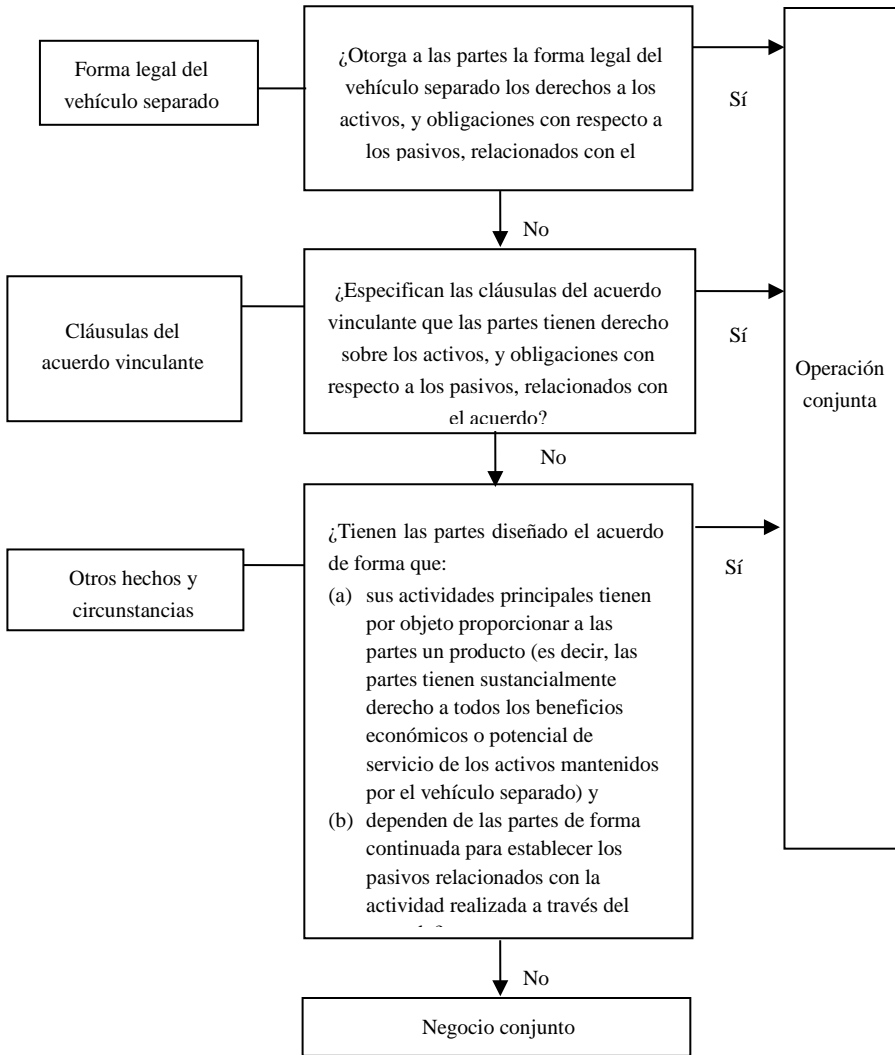 Forma legal del
vehículo separado
¿Otorga a las partes la forma legal del
vehículo separado los derechos a los
activos, y obligaciones con respecto a
los pasivos, relacionados con el
Sí
No
Cláusulas del
acuerdo vinculante
¿Especifican las cláusulas del acuerdo
vinculante que las partes tienen derecho
sobre los activos, y obligaciones con
respecto a los pasivos, relacionados con
el acuerdo?
Sí
Operación
conjunta
No
Otros hechos y
circunstancias
¿Tienen las partes diseñado el acuerdo
de forma que:
(a) sus actividades principales tienen
por objeto proporcionar a las
partes un producto (es decir, las
partes tienen sustancialmente
derecho a todos los beneficios
económicos o potencial de
servicio de los activos mantenidos
por el vehículo separado) y
(b) dependen de las partes de forma
continuada para establecer los
pasivos relacionados con la
actividad realizada a través del
Sí
No
Negocio conjunto